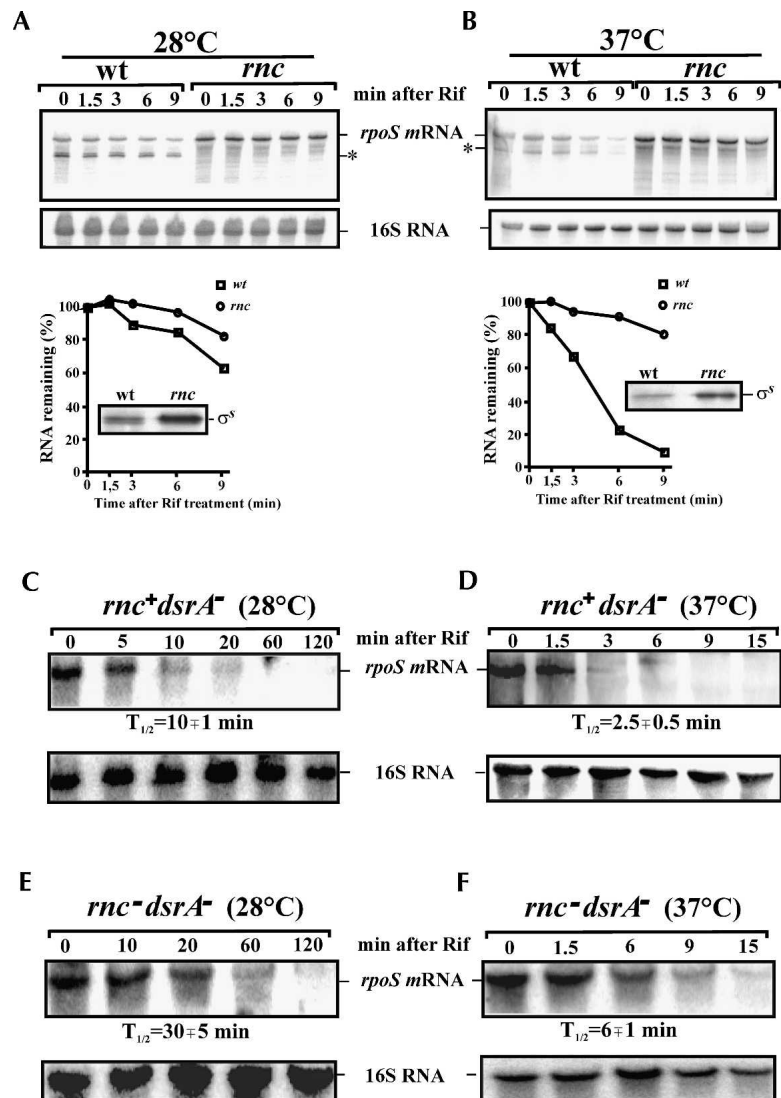 A
28°C
wt rnc
0 1.5 3 6 9 0 1.5 3 6 9
min after Rif
rpoS mRNA
*
16S RNA
B
37°C
wt rnc
0 1.5 3 6 9 0 1.5 3 6 9
*
RNA remaining (%)
100
80
60
40
20
0
wt
rnc
wt rnc
σˢ
0 1,5 3 6 9
Time after Rif treatment (min)
RNA remaining (%)
100
80
60
40
20
0
wt
rnc
wt rnc
σˢ
0 1,5 3 6 9
Time after Rif treatment (min)
C
rnc⁺dsrA⁻ (28°C)
0 5 10 20 60 120
min after Rif
rpoS mRNA
T1/2=10∓1 min
16S RNA
D
rnc⁺dsrA⁻ (37°C)
0 1.5 3 6 9 15
T1/2=2.5∓0.5 min
E
rnc⁻dsrA⁻ (28°C)
0 10 20 60 120
min after Rif
rpoS mRNA
T1/2=30∓5 min
16S RNA
F
rnc⁻dsrA⁻ (37°C)
0 1.5 6 9 15
T1/2=6∓1 min